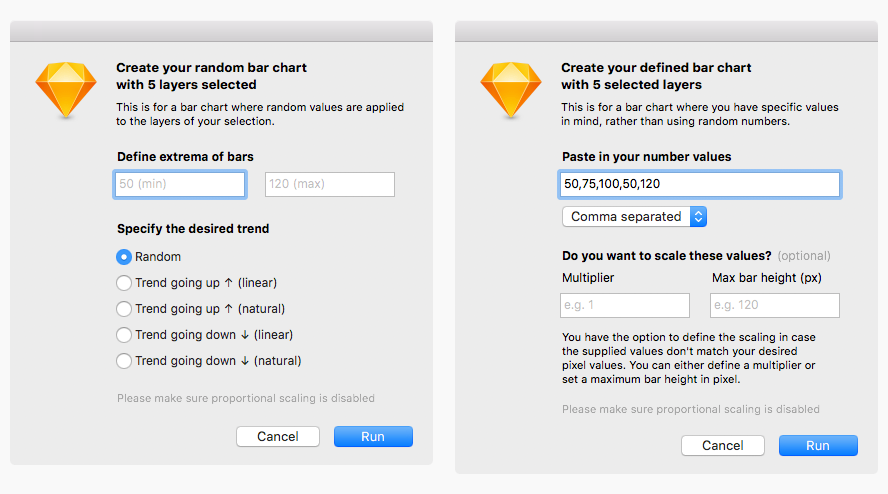 Create your random bar chart
with 5 layers selected
This is for a bar chart where random values are applied
to the layers of your selection.
Define extrema of bars
50 (min)
120 (max)
Specify the desired trend
Random
Trend going up ↑ (linear)
Trend going up ↑ (natural)
Trend going down ↓ (linear)
Trend going down ↓ (natural)
Please make sure proportional scaling is disabled
Cancel
Run
Create your defined bar chart
with 5 selected layers
This is for a bar chart where you have specific values
in mind, rather than using random numbers.
Paste in your number values
50,75,100,50,120
Comma separated
Do you want to scale these values? (optional)
Multiplier
Max bar height (px)
e.g. 1
e.g. 120
You have the option to define the scaling in case
the supplied values don't match your desired
pixel values. You can either define a multiplier or
set a maximum bar height in pixel.
Please make sure proportional scaling is disabled
Cancel
Run